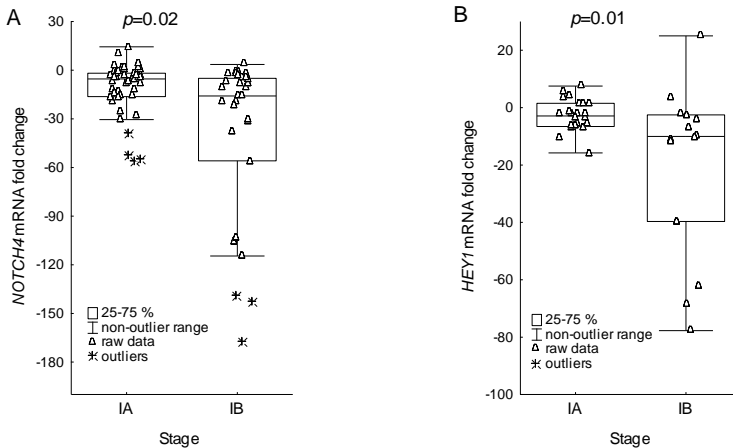 A
p=0.02
30
0
-30
-60
-90
-120
-150
-180
NOTCH4 mRNA fold change
25-75 %
non-outlier range
raw data
outliers
IA
IB
Stage
B
p=0.01
20
0
-20
-40
-60
-80
-100
HEY1 mRNA fold change
25-75 %
non-outlier range
raw data
outliers
IA
IB
Stage